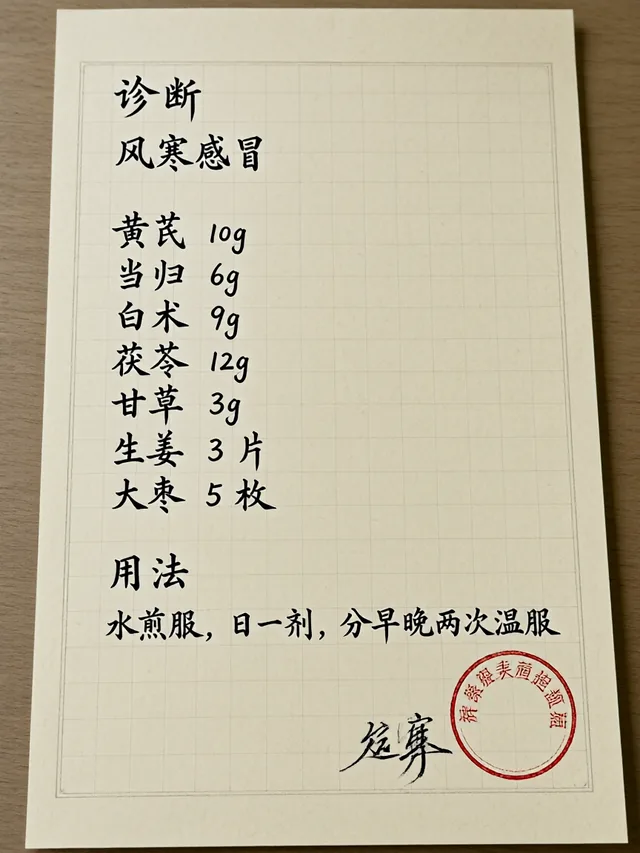 诊断
风寒感冒
黄芪 10g
当归 6g
白术 9g
茯苓 12g
甘草 3g
生姜 3 片
大枣 5 枚
用法
水煎服，日一剂，分早晚两次温服